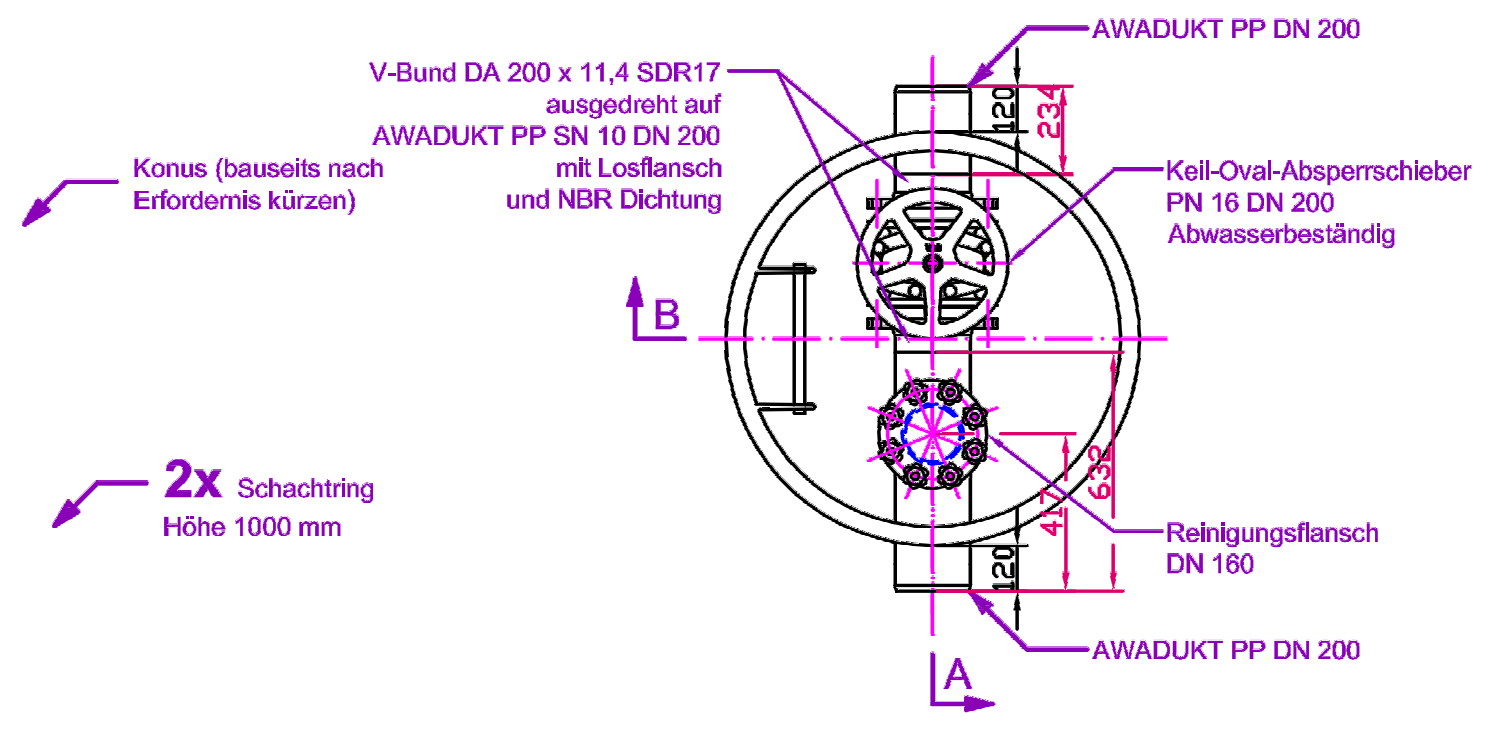 AWADUKT PP DN 200
V-Bund DA 200 x 11,4 SDR17
ausgedreht auf
AWADUKT PP SN 10 DN 200
mit Losflansch
und NBR Dichtung
120
234
Konus (bauseits nach
Erfordernis kürzen)
Keil-Oval-Absperrschieber
PN 16 DN 200
Abwasserbeständig
B
2x Schachtring
Höhe 1000 mm
632
417
120
Reinigungsflansch
DN 160
AWADUKT PP DN 200
A